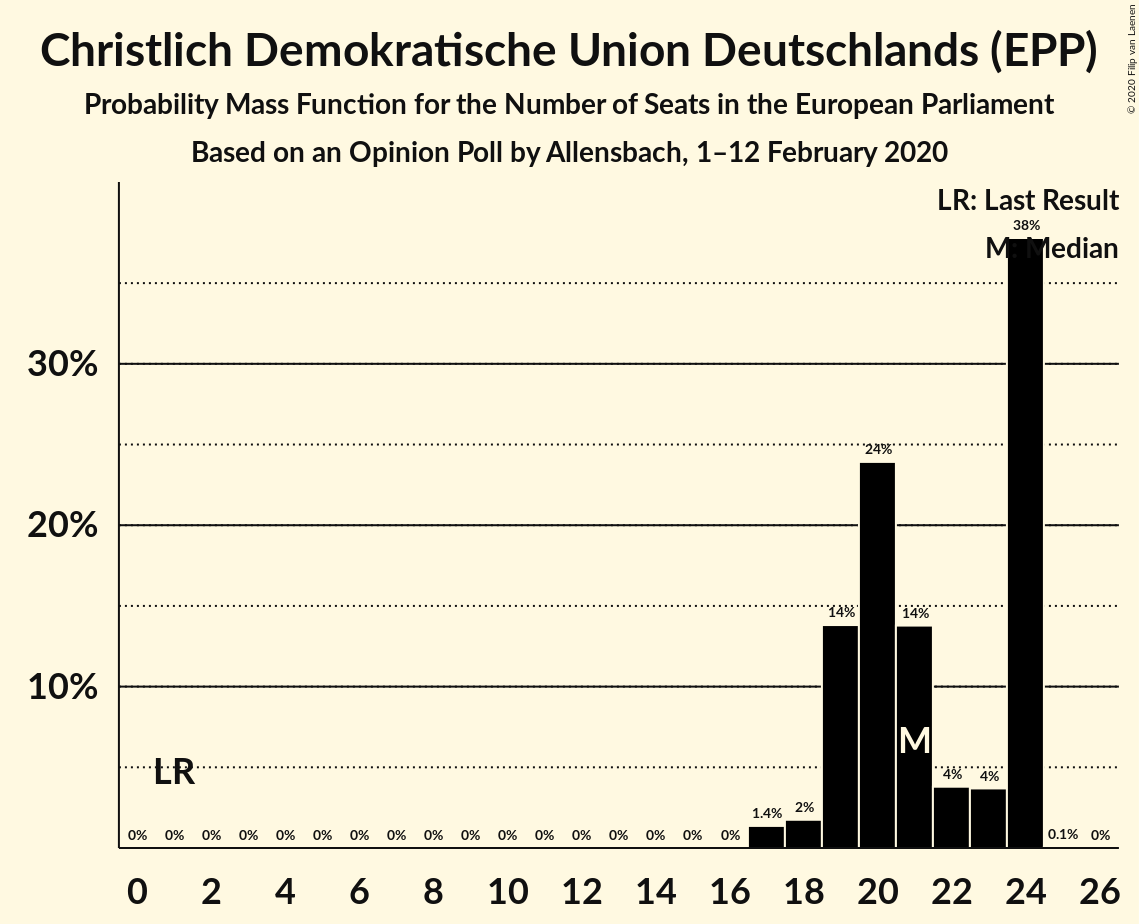 Christlich Demokratische Union Deutschlands (EPP)
Probability Mass Function for the Number of Seats in the European Parliament
Based on an Opinion Poll by Allensbach, 1–12 February 2020
© 2020 Filip van Laenen
LR: Last Result
M: Median
38%
30%
24%
20%
14% 14%
10%
M
LR
4% 4%
1.4% 2%
0% 0% 0% 0% 0% 0% 0% 0% 0% 0% 0% 0% 0% 0% 0% 0% 0% 0.1% 0%
0 2 4 6 8 10 12 14 16 18 20 22 24 26